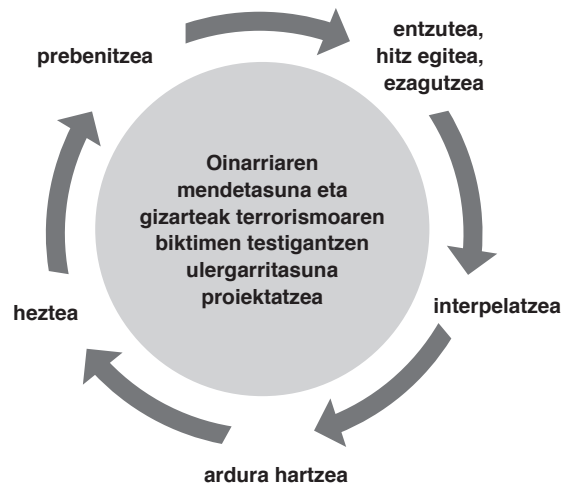 prebenitzea
entzutea,
hitz egitea,
ezagutzea
Oinarriaren
mendetasuna eta
gizarteak terrorismoaren
biktimen testigantzen
ulergarritasuna
proiektatzea
interpelatzea
heztea
ardura hartzea